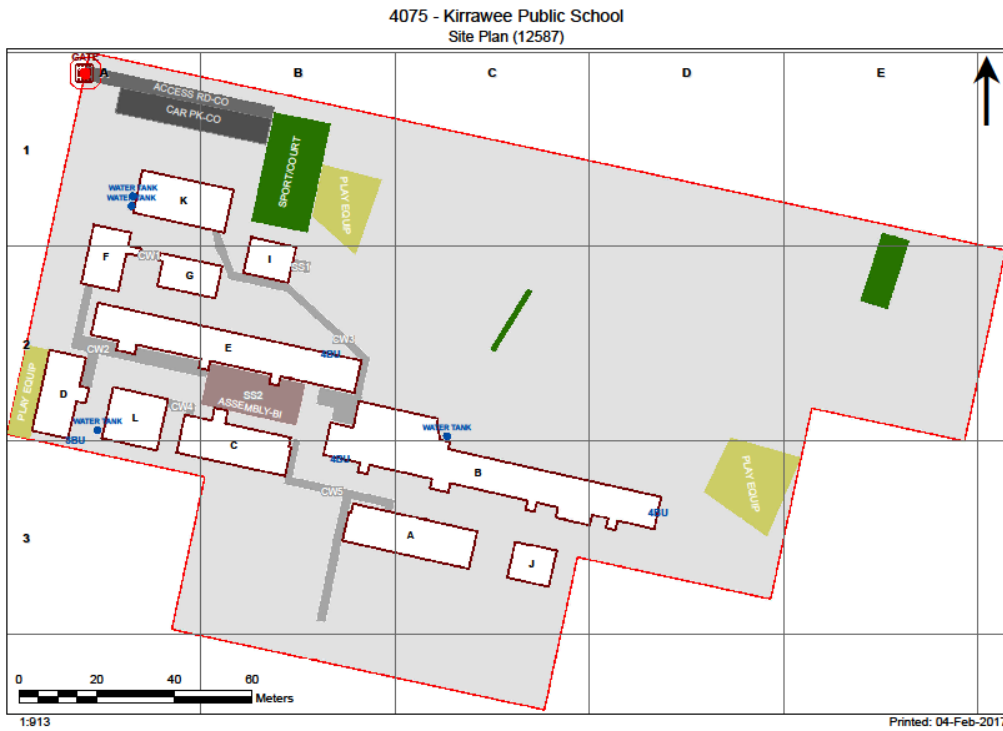 4075 - Kirrawee Public School
Site Plan (12587)
GATE
A
B
C
D
E
ACCESS RD-CO
CAR PK-CO
1
SPORT/COURT
PLAY EQUIP
WATER TANK
WATER TANK
K
F
CW1
G
I
SS1
E
4BU
CW3
2
CW2
PLAY EQUIP
D
L
WATER TANK
CW4
SS2
ASSEMBLY-BI
C
WATER TANK
4BU
B
PLAY EQUIP
CW5
4BU
3
A
J
0 20 40 60
Meters
1:913
Printed: 04-Feb-2017